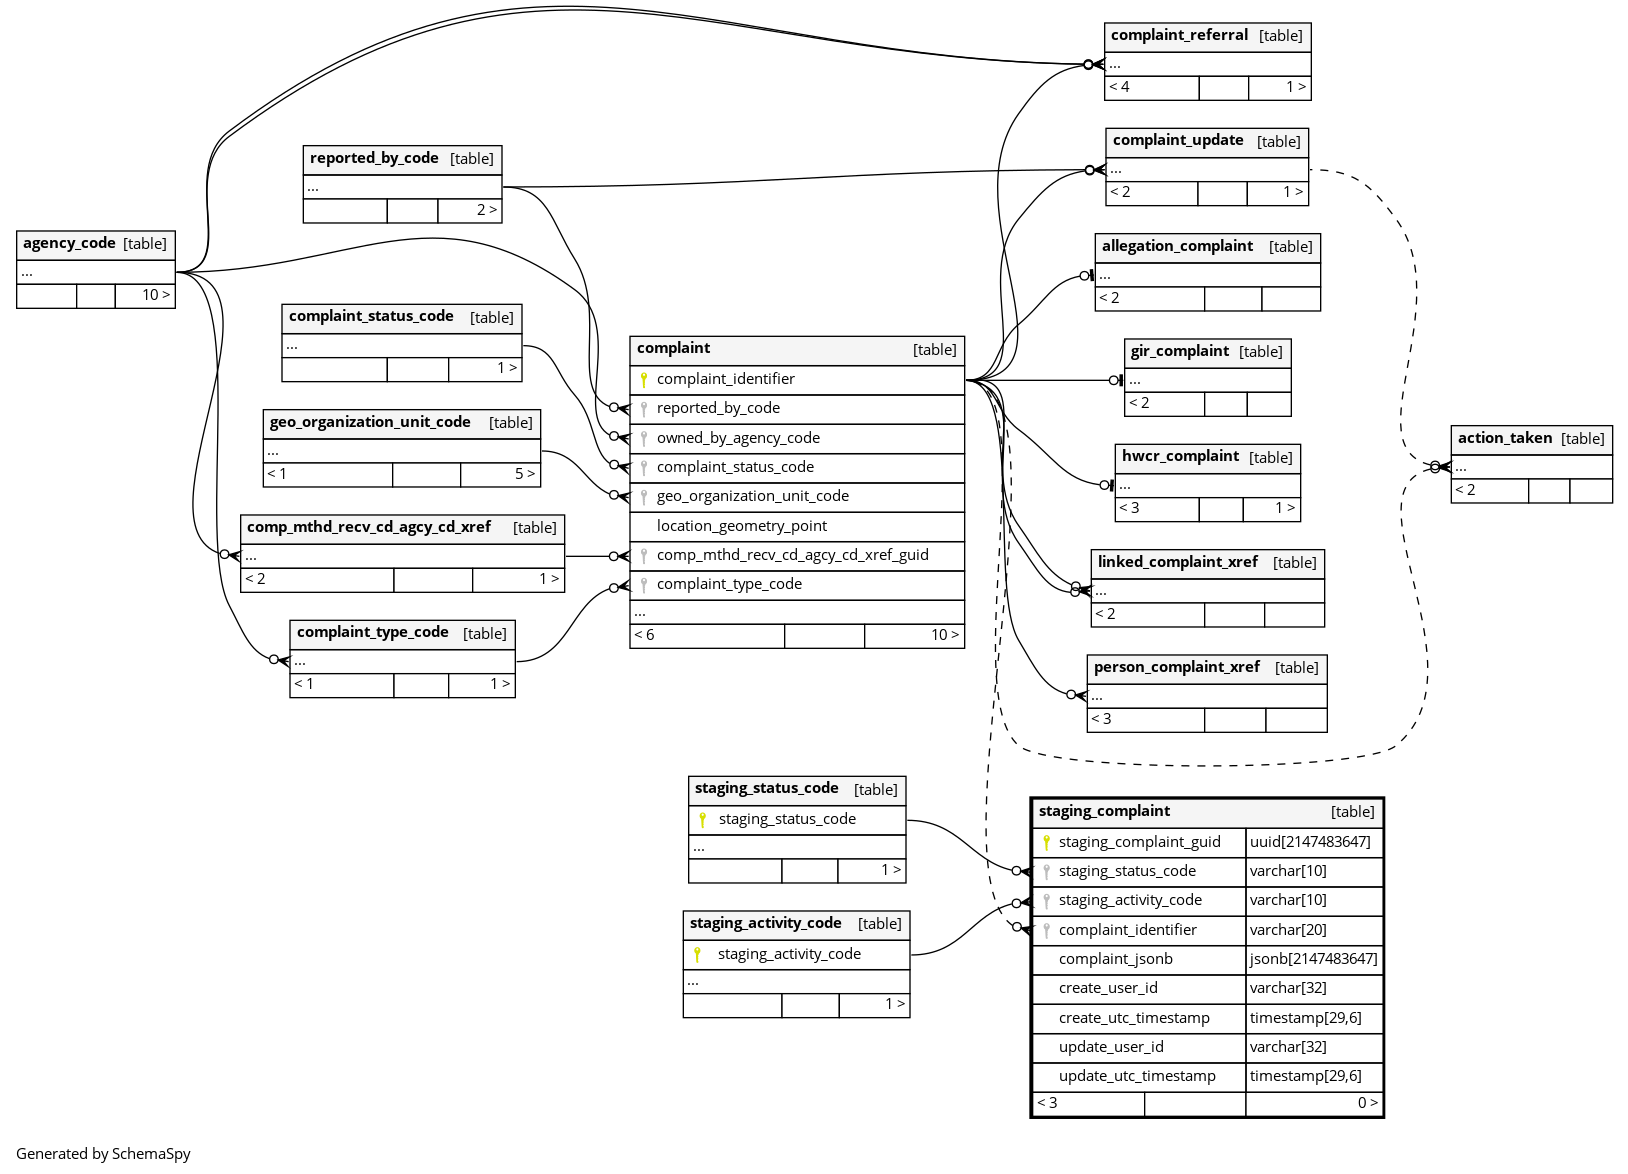 complaint_referral [table]
...
< 4 1 >
complaint_update [table]
...
< 2 1 >
reported_by_code [table]
...
2 >
agency_code [table]
...
10 >
allegation_complaint [table]
...
< 2
complaint_status_code [table]
...
1 >
gir_complaint [table]
...
< 2
complaint [table]
complaint_identifier
reported_by_code
owned_by_agency_code
complaint_status_code
geo_organization_unit_code
location_geometry_point
comp_mthd_recv_cd_agcy_cd_xref_guid
complaint_type_code
...
< 6 10 >
geo_organization_unit_code [table]
...
< 1 5 >
hwcr_complaint [table]
...
< 3 1 >
action_taken [table]
...
< 2
comp_mthd_recv_cd_agcy_cd_xref [table]
...
< 2 1 >
linked_complaint_xref [table]
...
< 2
complaint_type_code [table]
...
< 1 1 >
person_complaint_xref [table]
...
< 3
staging_status_code [table]
staging_status_code
...
1 >
staging_activity_code [table]
staging_activity_code
...
1 >
staging_complaint [table]
staging_complaint_guid uuid[2147483647]
staging_status_code varchar[10]
staging_activity_code varchar[10]
complaint_identifier varchar[20]
complaint_jsonb jsonb[2147483647]
create_user_id varchar[32]
create_utc_timestamp timestamp[29,6]
update_user_id varchar[32]
update_utc_timestamp timestamp[29,6]
< 3 0 >
Generated by SchemaSpy